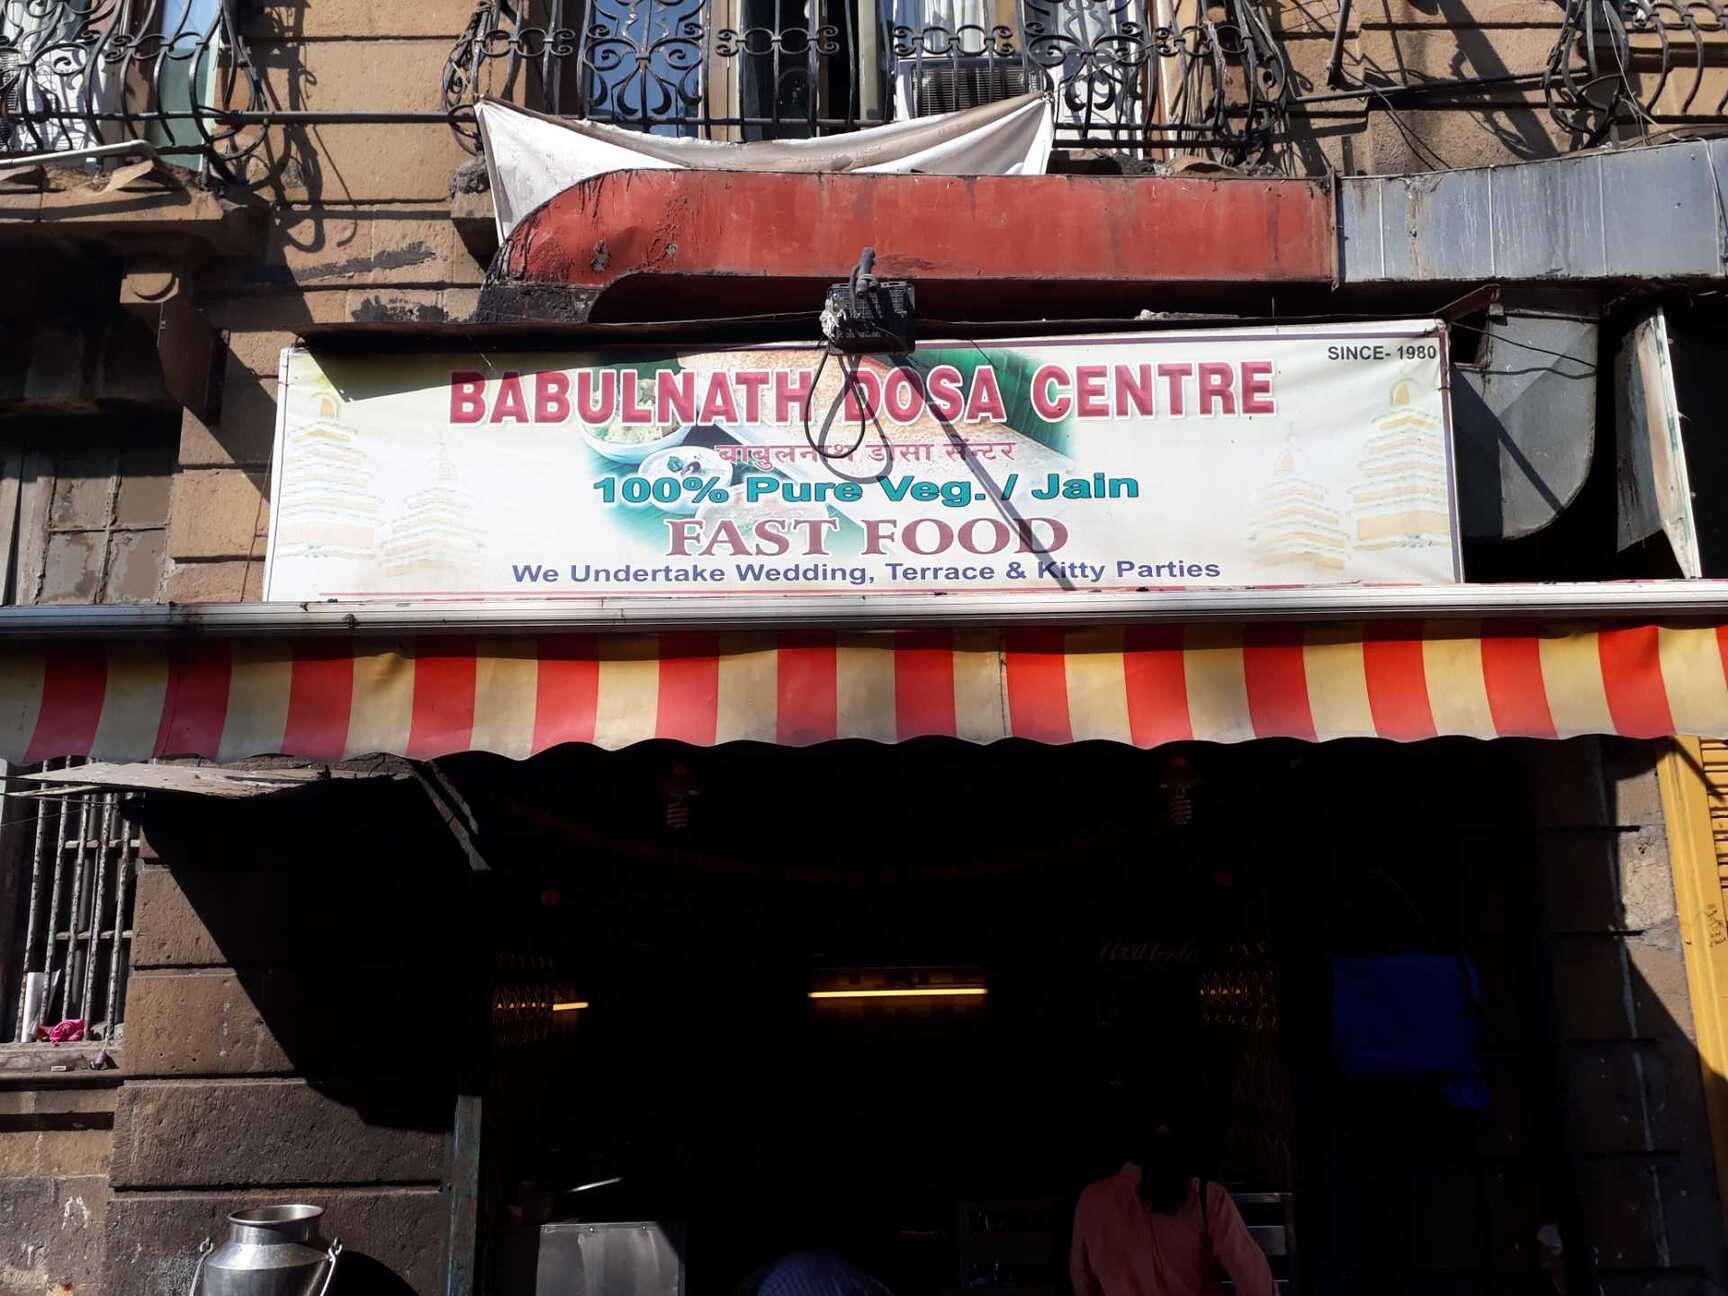 SINCE- 1980
BABULNATH DOSA CENTRE
बाबुलनाथ डोसा सेन्टर
100% Pure Veg. / Jain
FAST FOOD
We Undertake Wedding, Terrace & Kitty Parties